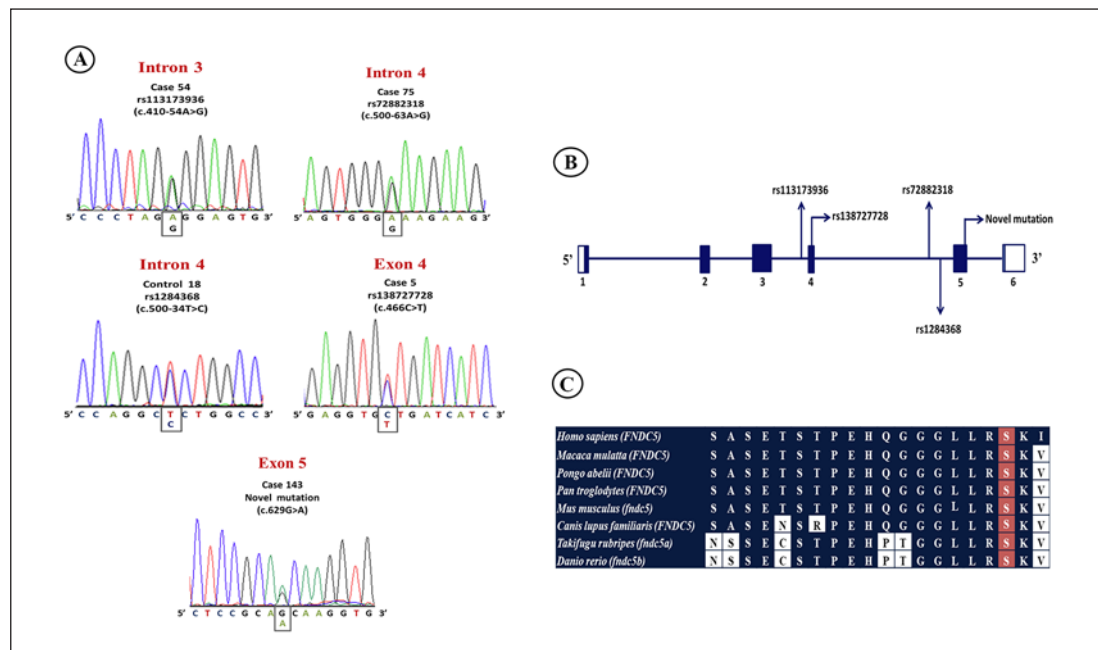 A
Intron 3
Case 54
rs113173936
(c.410-54A>G)
5’ C C C T A G A G G A G T G 3’
G
Intron 4
Case 75
rs72882318
(c.500-63A>G)
5’ A G T G G G A A A G A A G 3’
G
Intron 4
Control 18
rs1284368
(c.500-34T>C)
5’ C C A G G C T C T G G C C 3’
C
Exon 4
Case 5
rs138727728
(c.466C>T)
5’ G A G G T G C T G A T C A T C 3’
T
Exon 5
Case 143
Novel mutation
(c.629G>A)
5’ C T C C G C A G C A A G G T G 3’
A
B
rs113173936
rs72882318
rs138727728
Novel mutation
5’ 3’
1 2 3 4 5 6
rs1284368
C
Homo sapiens (FNDC5) S A S E T S T P E H Q G G G L L R S K I
Macaca mulatta (FNDC5) S A S E T S T P E H Q G G G L L R S K V
Pongo abelii (FNDC5) S A S E T S T P E H Q G G G L L R S K V
Pan troglodytes (FNDC5) S A S E T S T P E H Q G G G L L R S K V
Mus musculus (fndc5) S A S E T S T P E H Q G G G L L R S K V
Canis lupus familiaris (FNDC5) S A S E N S R P E H Q G G G L L R S K V
Takifugu rubripes (fndc5a) N S S E C S T P E H P T G G L L R S K V
Danio rerio (fndc5b) N S S E C S T P E H P T G G L L R S K V